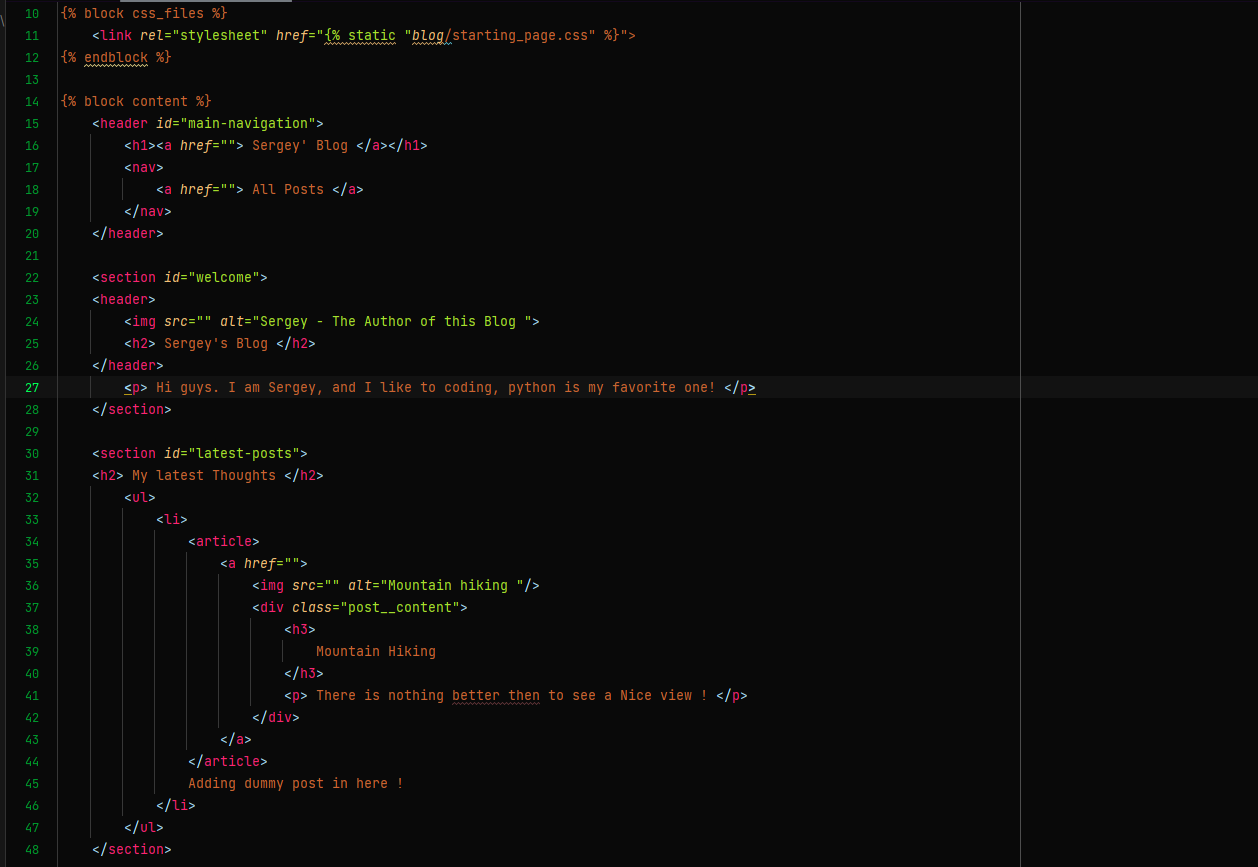 10 {% block css_files %}
11     <link rel="stylesheet" href="{% static "blog/starting_page.css" %}">
12 {% endblock %}
13
14 {% block content %}
15     <header id="main-navigation">
16         <h1><a href=""> Sergey' Blog </a></h1>
17         <nav>
18             <a href=""> All Posts </a>
19         </nav>
20     </header>
21
22     <section id="welcome">
23     <header>
24         <img src="" alt="Sergey - The Author of this Blog ">
25         <h2> Sergey's Blog </h2>
26     </header>
27         <p> Hi guys. I am Sergey, and I like to coding, python is my favorite one! </p>
28     </section>
29
30     <section id="latest-posts">
31     <h2> My latest Thoughts </h2>
32         <ul>
33             <li>
34                 <article>
35                     <a href="">
36                         <img src="" alt="Mountain hiking "/>
37                         <div class="post__content">
38                             <h3>
39                                 Mountain Hiking
40                             </h3>
41                             <p> There is nothing better then to see a Nice view ! </p>
42                         </div>
43                     </a>
44                 </article>
45                 Adding dummy post in here !
46             </li>
47         </ul>
48     </section>